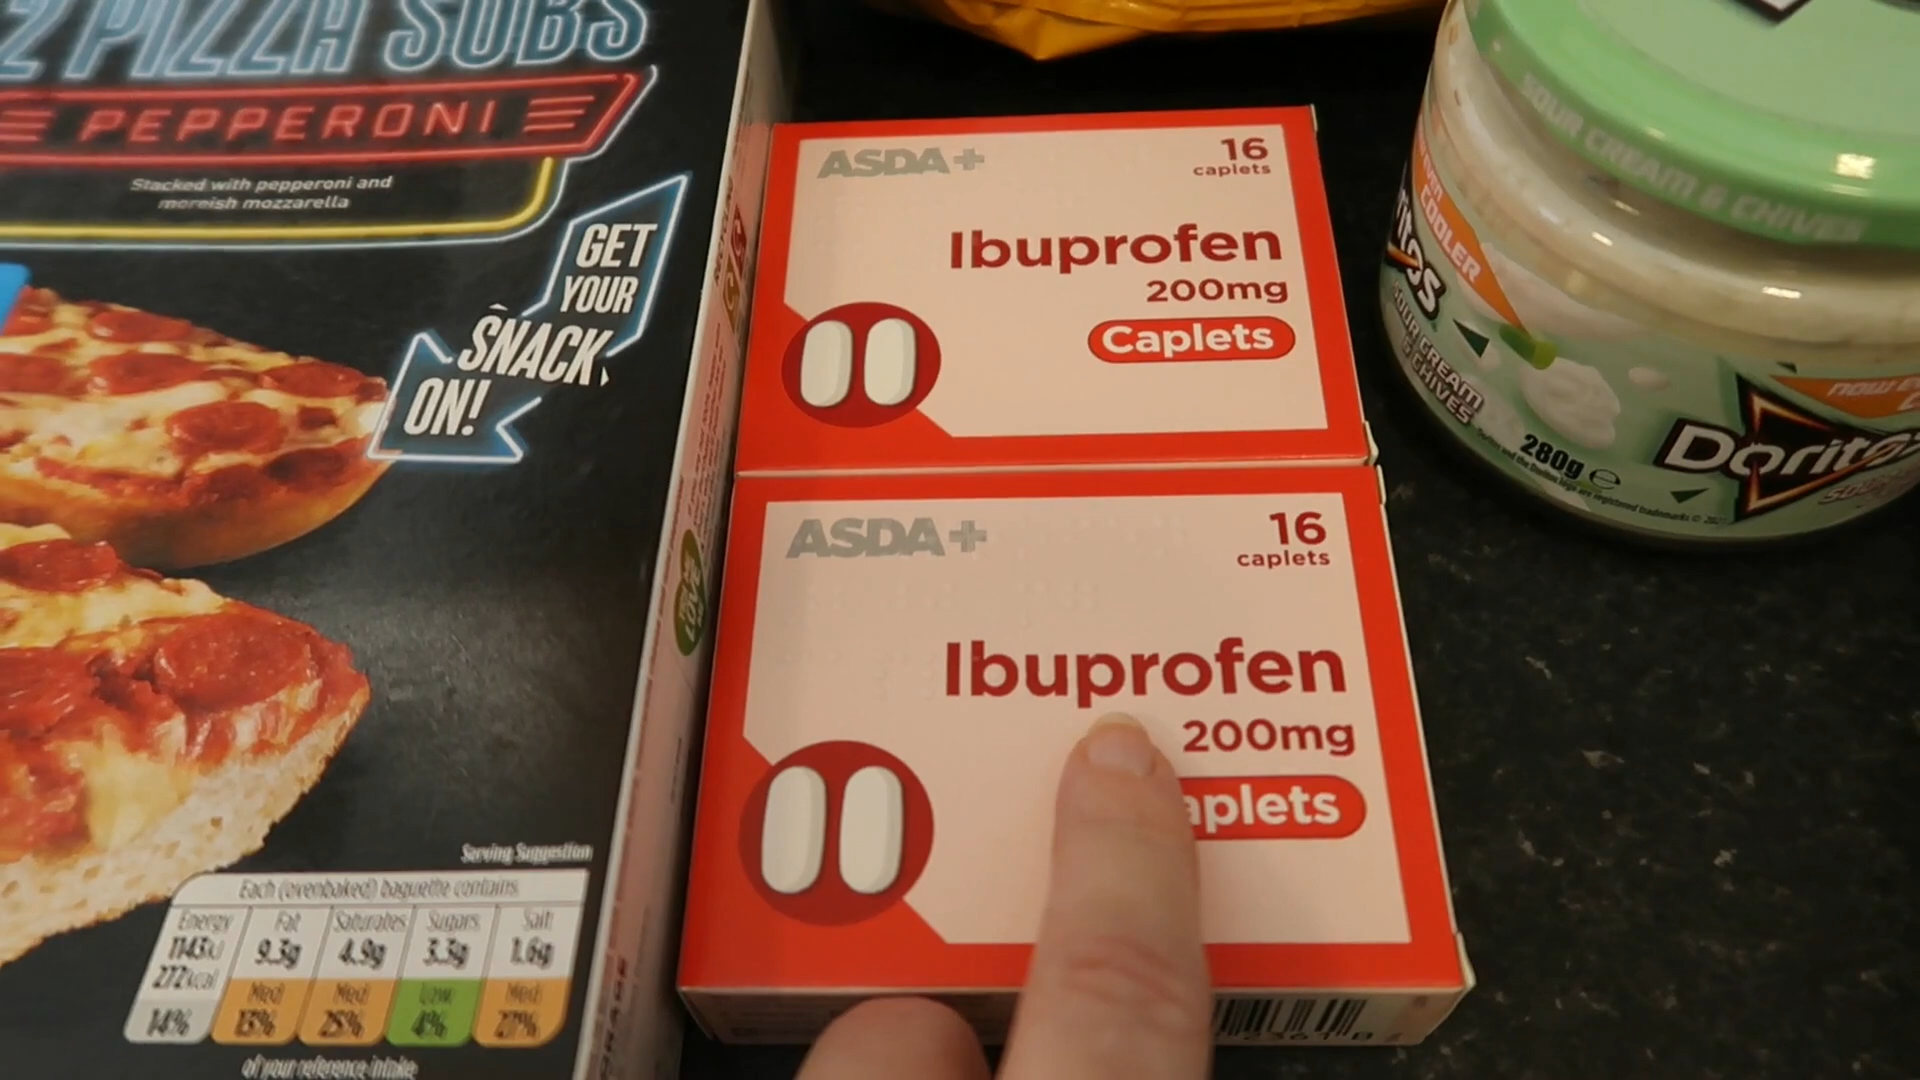 2 PIZZA SUBS
PEPPERONI
Stacked with pepperoni and
moreish mozzarella
GET
YOUR
SNACK
ON!
Serving Suggestion
Each (ovenbaked) baguette contains
Energy Fat Saturates Sugars Salt
1143kJ 9.3g 4.9g 3.3g 1.6g
272kcal Med Med Low Med
14% 13% 25% 4% 27%
of your reference intake
LOVE
ASDA+
16
caplets
Ibuprofen
200mg
Caplets
ASDA+
16
caplets
Ibuprofen
200mg
aplets
SOUR CREAM & CHIVES
COOLER
SOUR CREAM
& CHIVES
280g e
NOW
Doritos